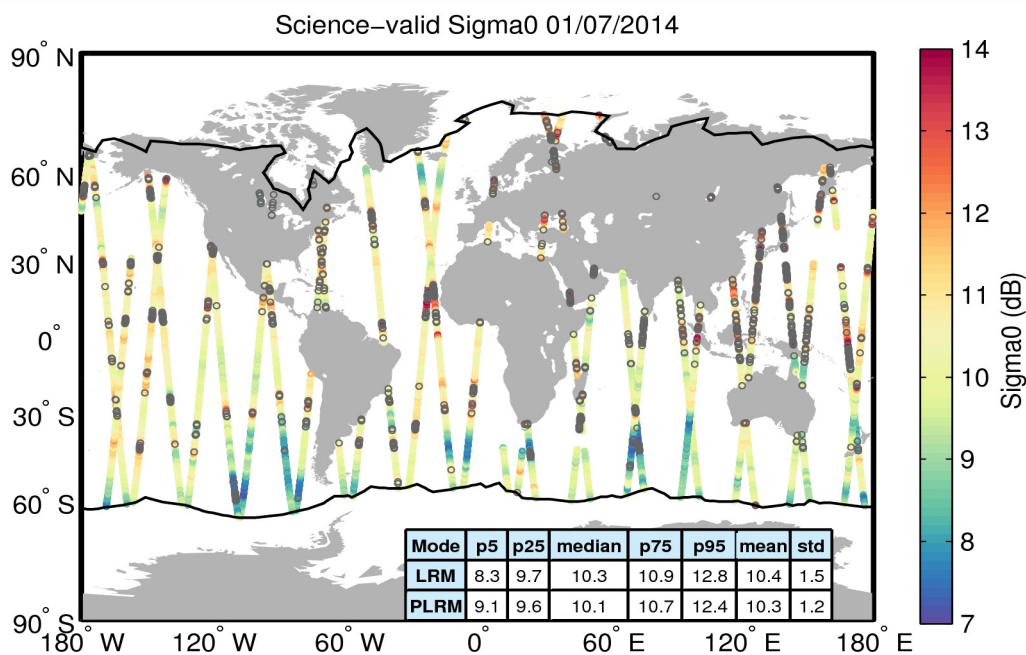 Science−valid Sigma0 01/07/2014
90° N
60° N
30° N
0°
30° S
60° S
90° S
180° W
120° W
60° W
0°
60° E
120° E
180° E
14
13
12
11
10
9
8
7
Sigma0 (dB)
Mode p5 p25 median p75 p95 mean std
LRM 8.3 9.7 10.3 10.9 12.8 10.4 1.5
PLRM 9.1 9.6 10.1 10.7 12.4 10.3 1.2